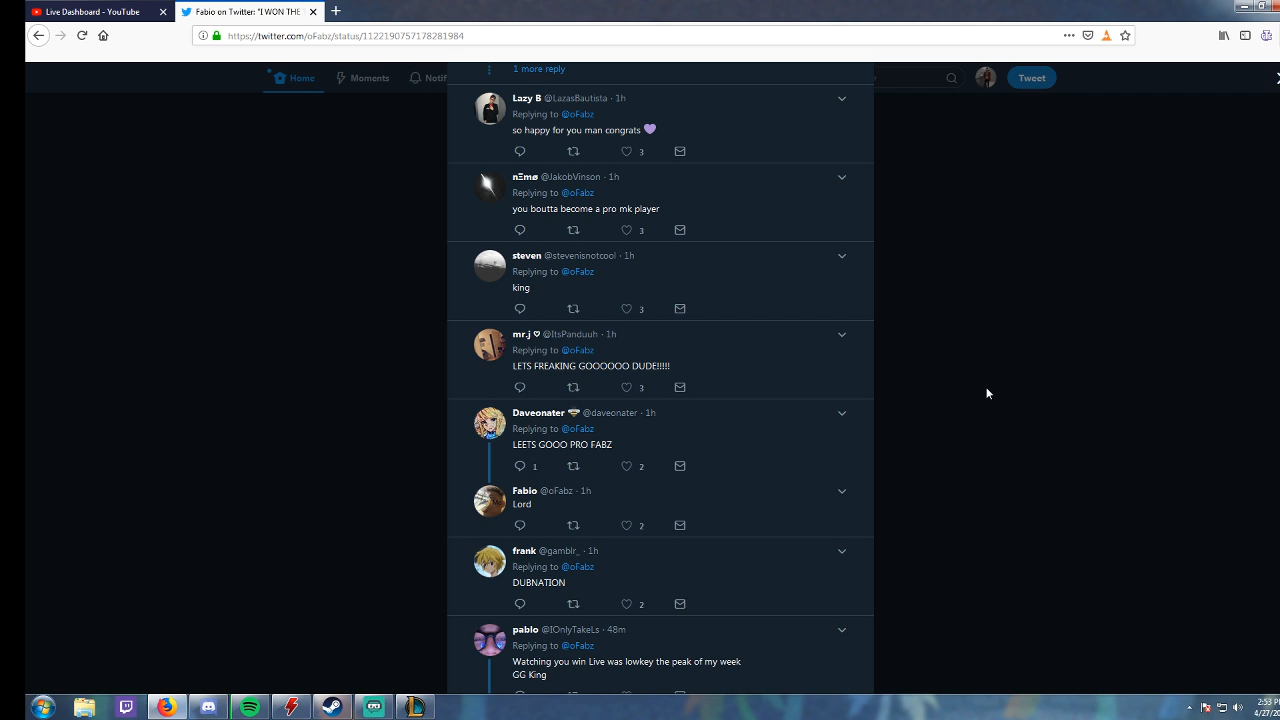 Live Dashboard - YouTube
Fabio on Twitter: "I WON THE
https://twitter.com/oFabz/status/1122190757178281984
Home
Moments
Notif
Tweet
1 more reply
Lazy B @LazasBautista · 1h
Replying to @oFabz
so happy for you man congrats 💜
3
nΞmø @JakobVinson · 1h
Replying to @oFabz
you boutta become a pro mk player
3
steven @stevenisnotcool · 1h
Replying to @oFabz
king
3
mr.j ♡ @ItsPanduuh · 1h
Replying to @oFabz
LETS FREAKING GOOOOOO DUDE!!!!!
3
Daveonater @daveonater · 1h
Replying to @oFabz
LEETS GOOO PRO FABZ
1 2
Fabio @oFabz · 1h
Lord
2
frank @gamblr_ · 1h
Replying to @oFabz
DUBNATION
2
pablo @IOnlyTakeLs · 48m
Replying to @oFabz
Watching you win Live was lowkey the peak of my week
GG King
2:53 P
4/27/20